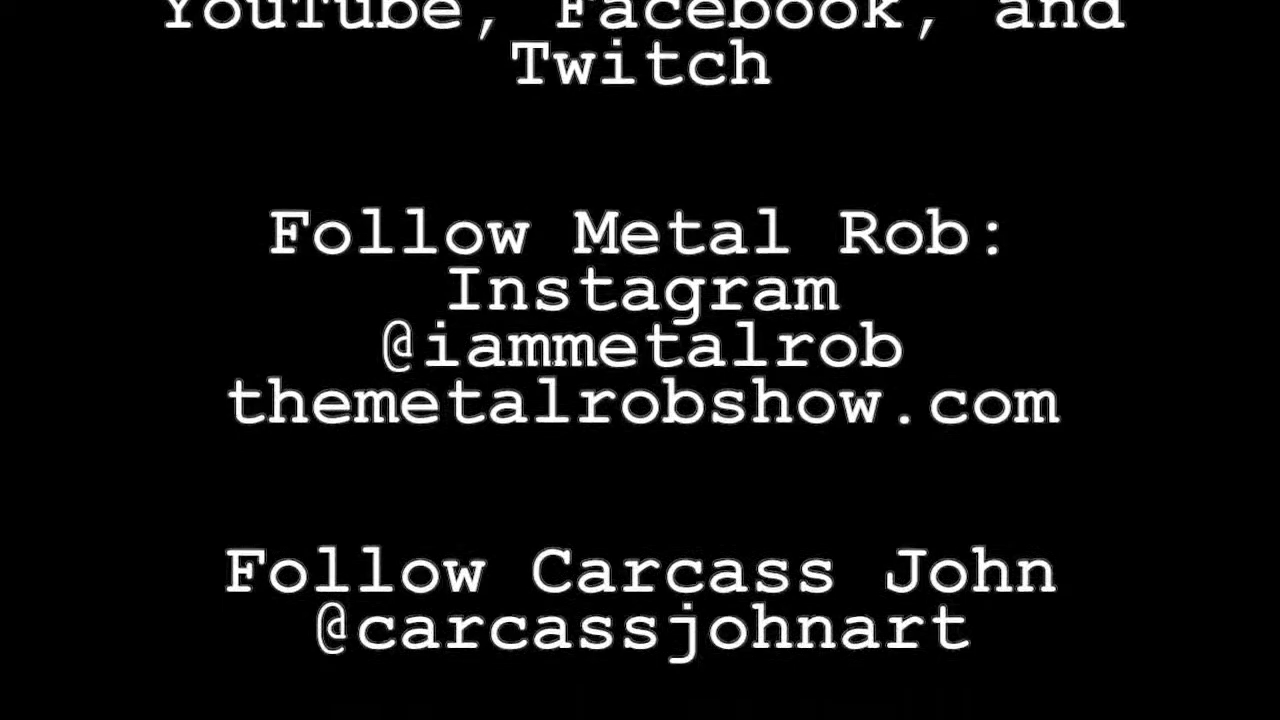 YouTube, Facebook, and
Twitch
Follow Metal Rob:
Instagram
@iammetalrob
themetalrobshow.com
Follow Carcass John
@carcassjohnart